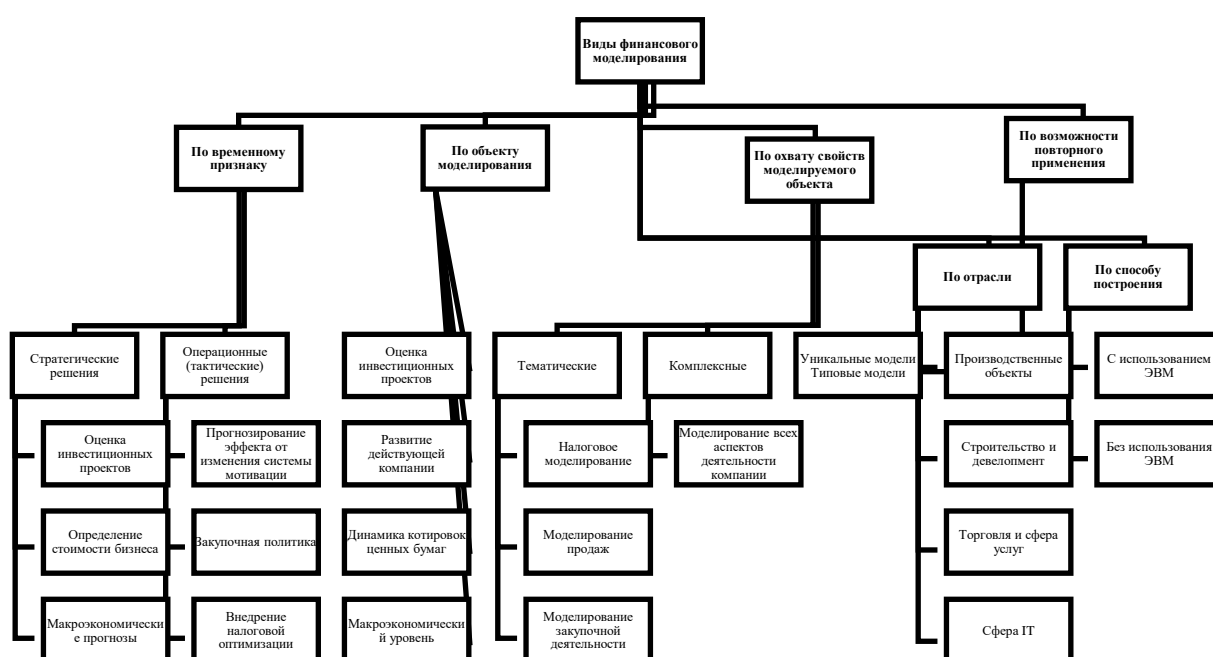 Виды финансового
моделирования
По временному
признаку
По объекту
моделирования
По охвату свойств
моделируемого
объекта
По возможности
повторного
применения
По отрасли
По способу
построения
Стратегические
решения
Операционные
(тактические)
решения
Оценка
инвестиционных
проектов
Тематические
Комплексные
Уникальные модели
Типовые модели
Производственные
объекты
С использованием
ЭВМ
Оценка
инвестиционных
проектов
Прогнозирование
эффекта от
изменения системы
мотивации
Развитие
действующей
компании
Налоговое
моделирование
Моделирование всех
аспектов
деятельности
компании
Строительство и
девелопмент
Без использования
ЭВМ
Определение
стоимости бизнеса
Закупочная политика
Динамика котировок
ценных бумаг
Моделирование
продаж
Торговля и сфера
услуг
Макроэкономически
е прогнозы
Внедрение
налоговой
оптимизации
Макроэкономически
й уровень
Моделирование
закупочной
деятельности
Сфера IT